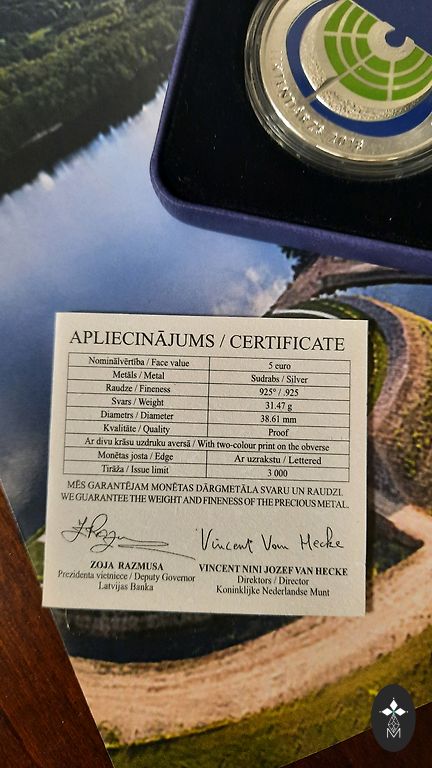 APLIECINĀJUMS / CERTIFICATE
Nominālvērtība / Face value 5 euro
Metāls / Metal Sudrabs / Silver
Raudze / Fineness 925° / .925
Svars / Weight 31.47 g
Diametrs / Diameter 38.61 mm
Kvalitāte / Quality Proof
Ar divu krāsu uzdruku aversā / With two-colour print on the obverse
Monētas josta / Edge Ar uzrakstu / Lettered
Tirāža / Issue limit 3 000
MĒS GARANTĒJAM MONĒTAS DĀRGMETĀLA SVARU UN RAUDZI.
WE GUARANTEE THE WEIGHT AND FINENESS OF THE PRECIOUS METAL.
Vincent Van Hecke
ZOJA RAZMUSA
Prezidenta vietniece / Deputy Governor
Latvijas Banka
VINCENT NINI JOZEF VAN HECKE
Direktors / Director
Koninklijke Nederlandse Munt